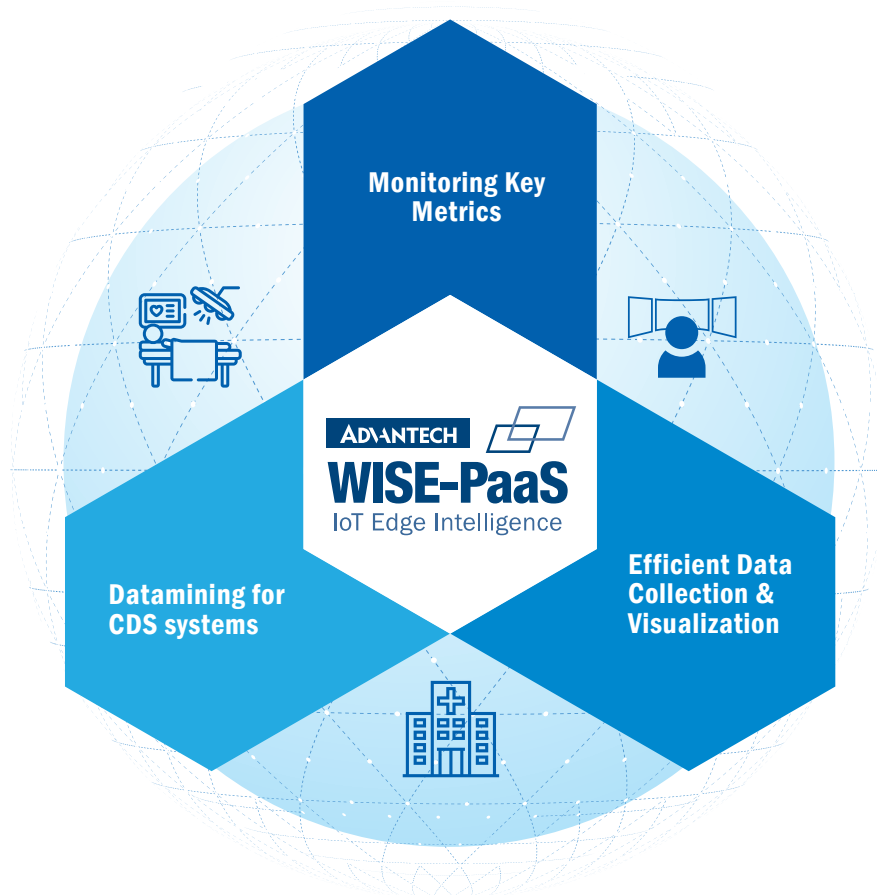 Monitoring Key
Metrics
ADVANTECH
WISE-PaaS
IoT Edge Intelligence
Datamining for
CDS systems
Efficient Data
Collection &
Visualization